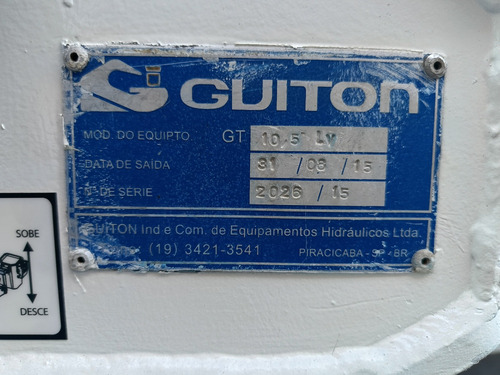 GUITON
MOD. DO EQUIPTO. GT 10.5 LV
DATA DE SAÍDA 31 / 03 / 15
Nº DE SÉRIE 2026 / 15
GUITON Ind e Com. de Equipamentos Hidráulicos Ltda.
(19) 3421-3541 PIRACICABA - SP - BR
SOBE
DESCE